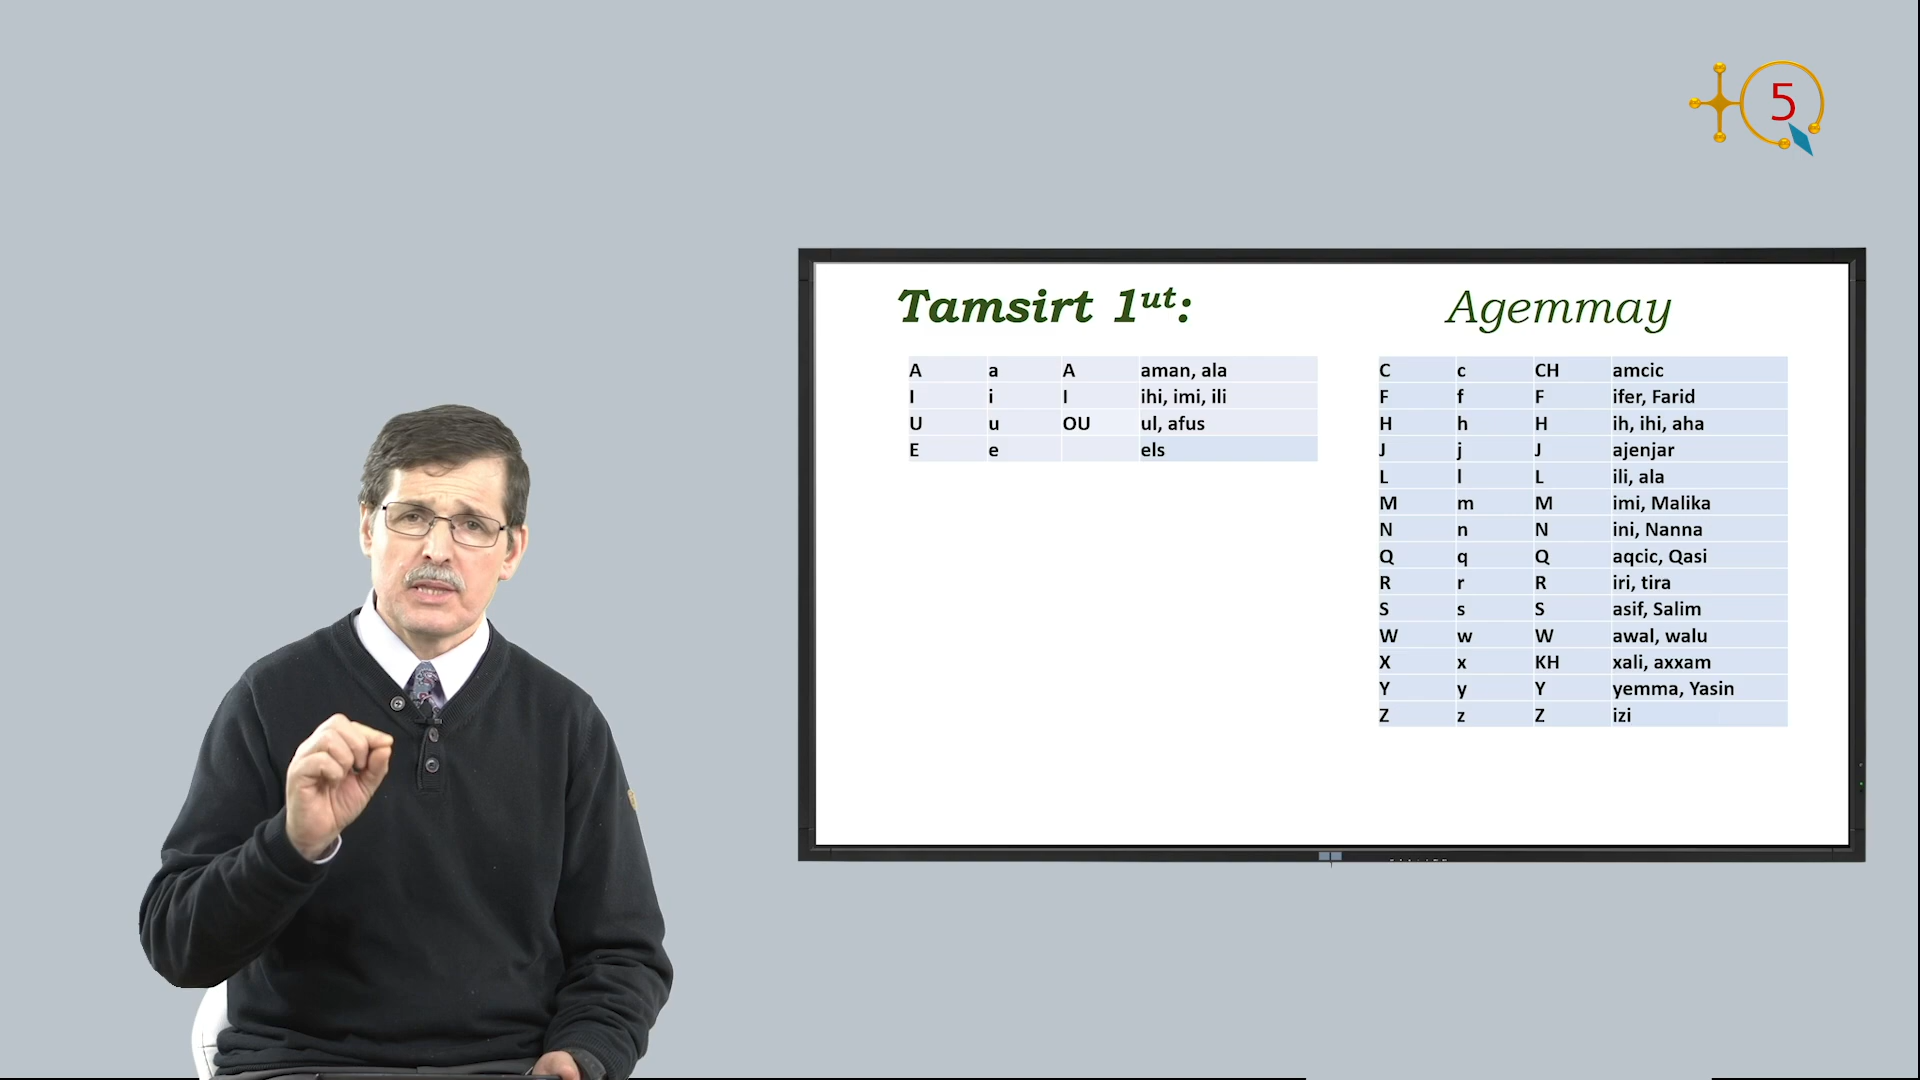 5
Tamsirt 1ut:
Agemmay
A a A aman, ala
I i I ihi, imi, ili
U u OU ul, afus
E e els
C c CH amcic
F f F ifer, Farid
H h H ih, ihi, aha
J j J ajenjar
L l L ili, ala
M m M imi, Malika
N n N ini, Nanna
Q q Q aqcic, Qasi
R r R iri, tira
S s S asif, Salim
W w W awal, walu
X x KH xali, axxam
Y y Y yemma, Yasin
Z z Z izi